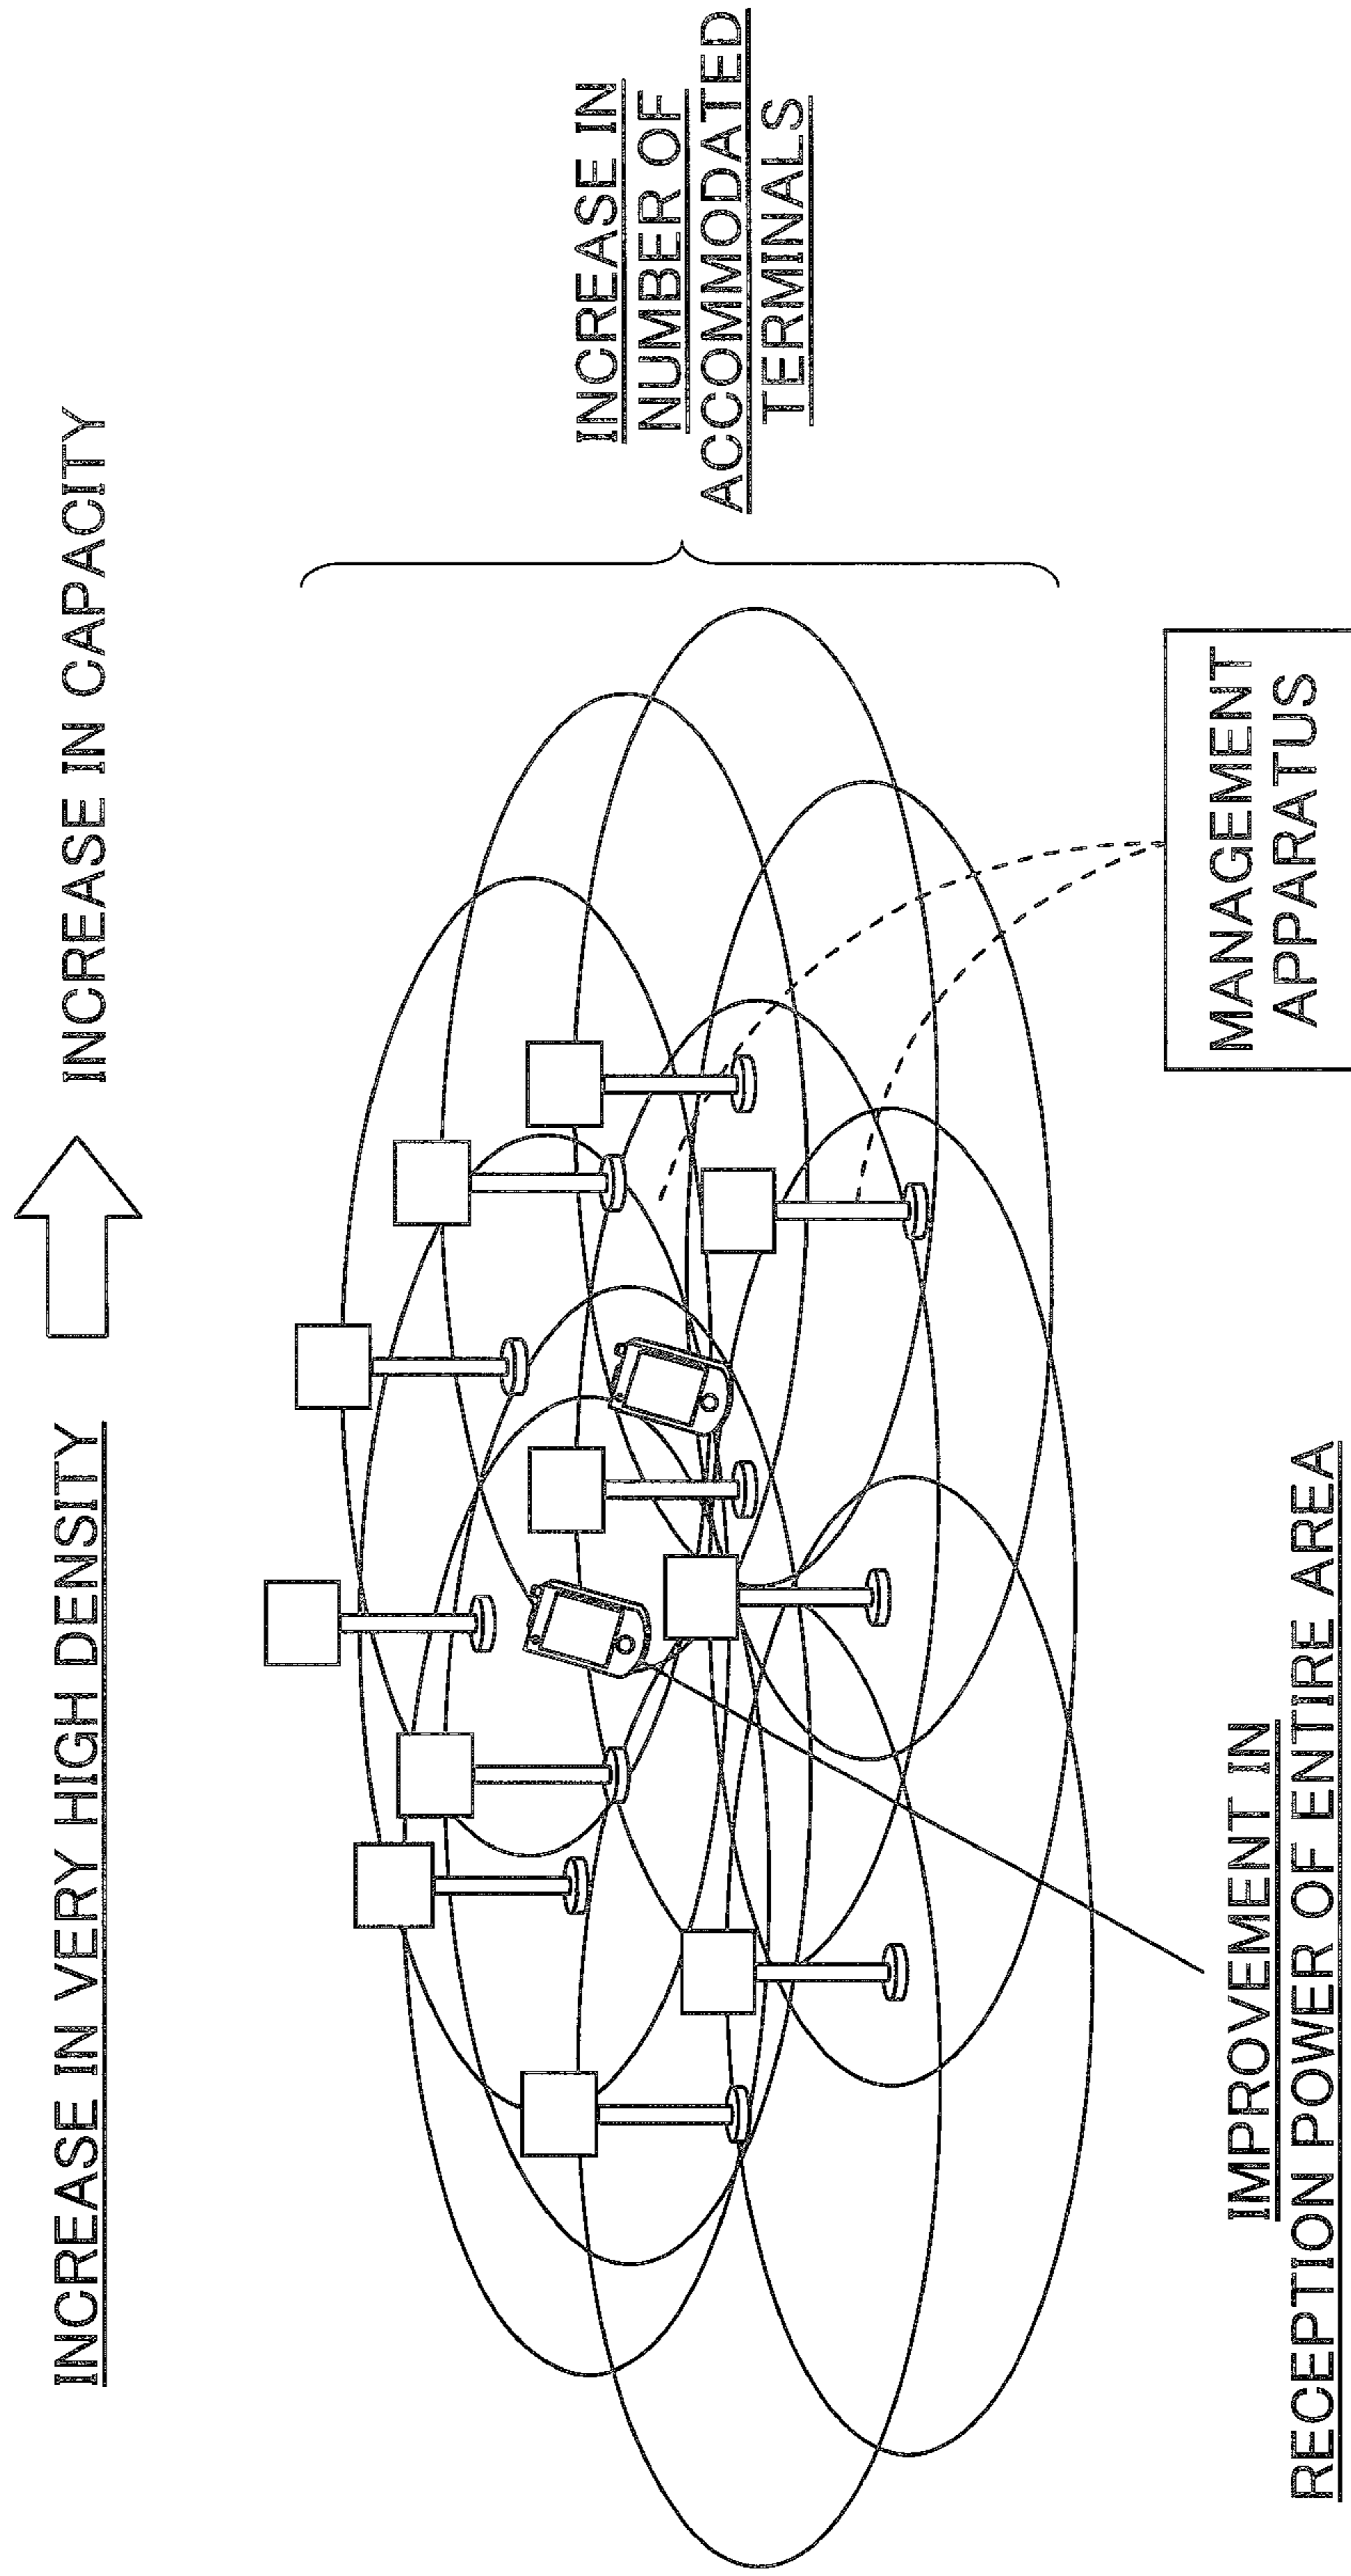 INCREASE IN VERY HIGH DENSITY
INCREASE IN CAPACITY
INCREASE IN
NUMBER OF
ACCOMMODATED
TERMINALS
IMPROVEMENT IN
RECEPTION POWER OF ENTIRE AREA
MANAGEMENT
APPARATUS